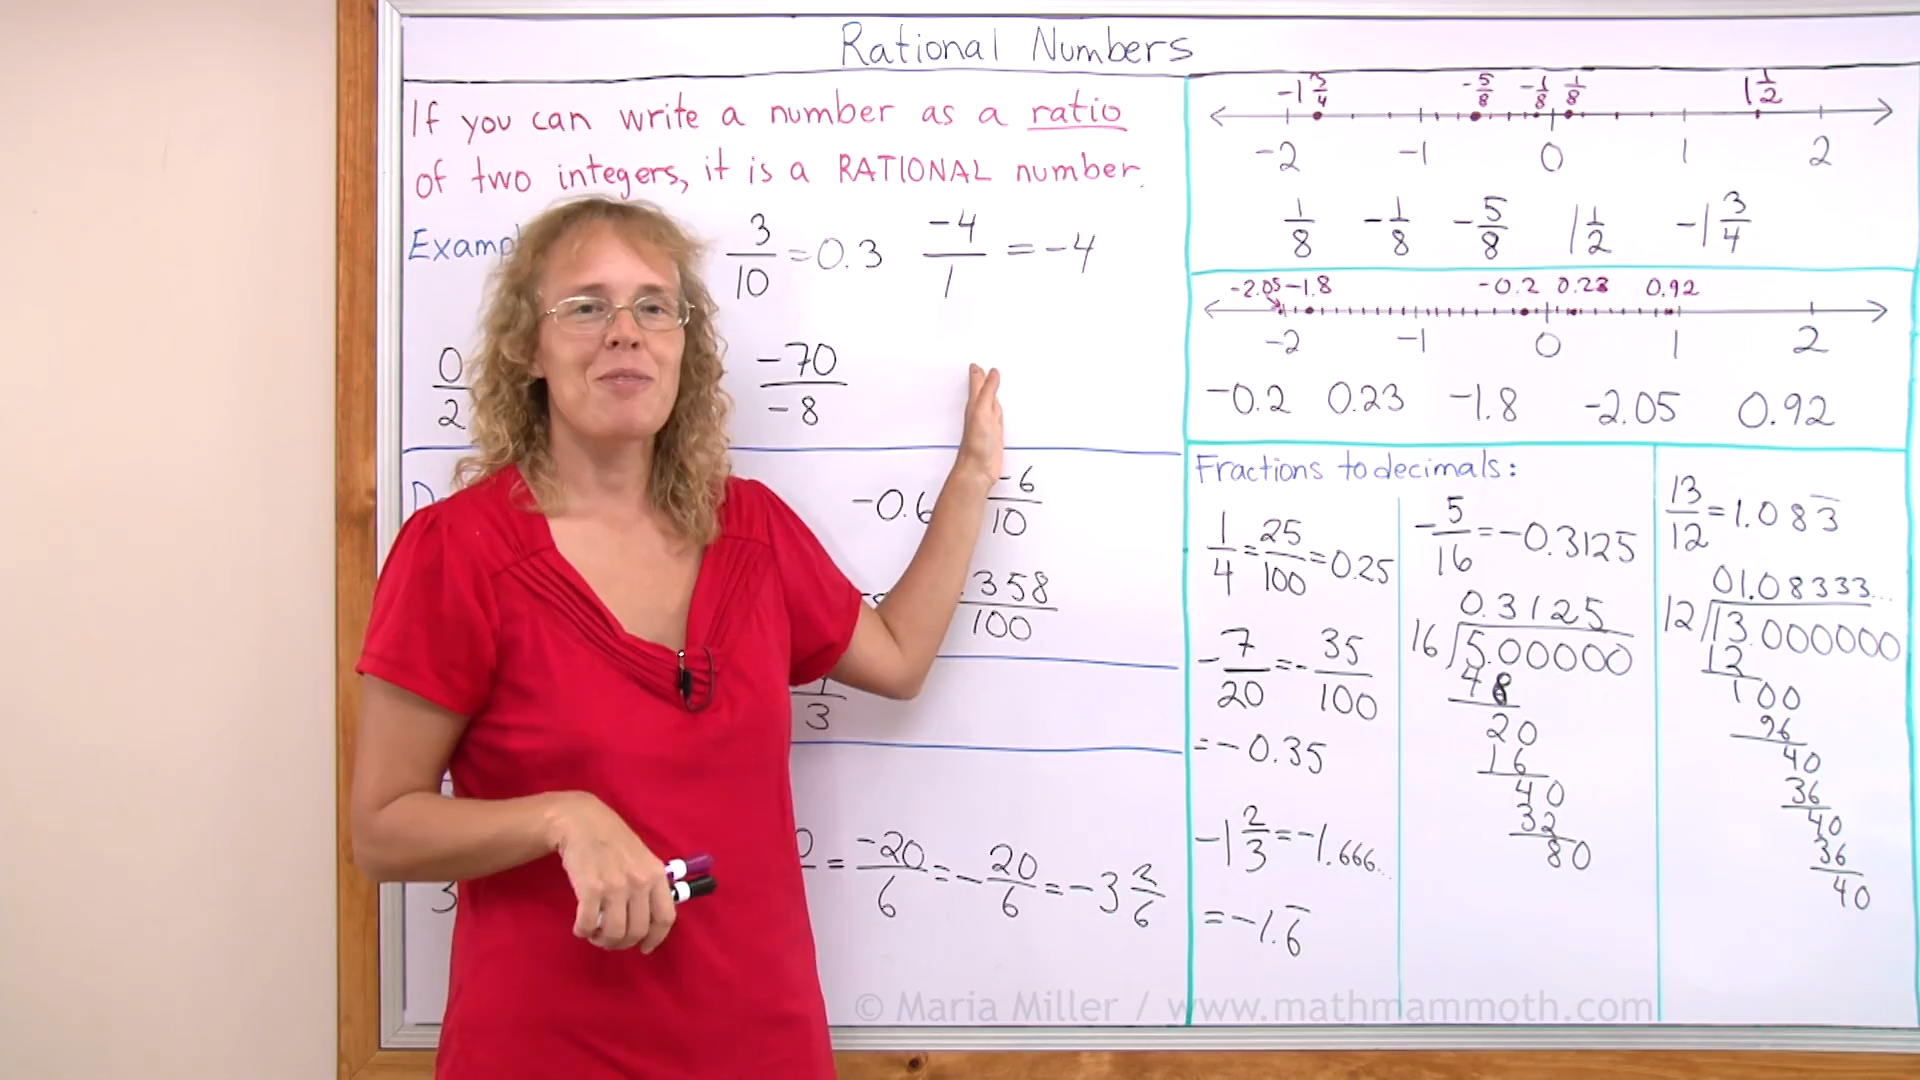 Rational Numbers
If you can write a number as a ratio
of two integers, it is a RATIONAL number.
Examp
3/10 = 0.3   -4/1 = -4
0/2   -70/-8
-0.6   -6/10
358/100
/3
3
= -20/6 = -20/6 = -3 2/6
-1 3/4   -5/8   -1/8   1/8   1 1/2
-2   -1   0   1   2
1/8   -1/8   -5/8   1 1/2   -1 3/4
-2.05   -1.8   -0.2   0.23   0.92
-2   -1   0   1   2
-0.2   0.23   -1.8   -2.05   0.92
Fractions to decimals:
1/4 = 25/100 = 0.25
-7/20 = -35/100
= -0.35
-1 2/3 = -1.666...
= -1.6̅
-5/16 = -0.3125
0.3125
16 5.00000
48
20
16
40
32
80
13/12 = 1.083̅
01.08333...
12 13.000000
12
100
96
40
36
40
36
40
© Maria Miller / www.mathmammoth.com